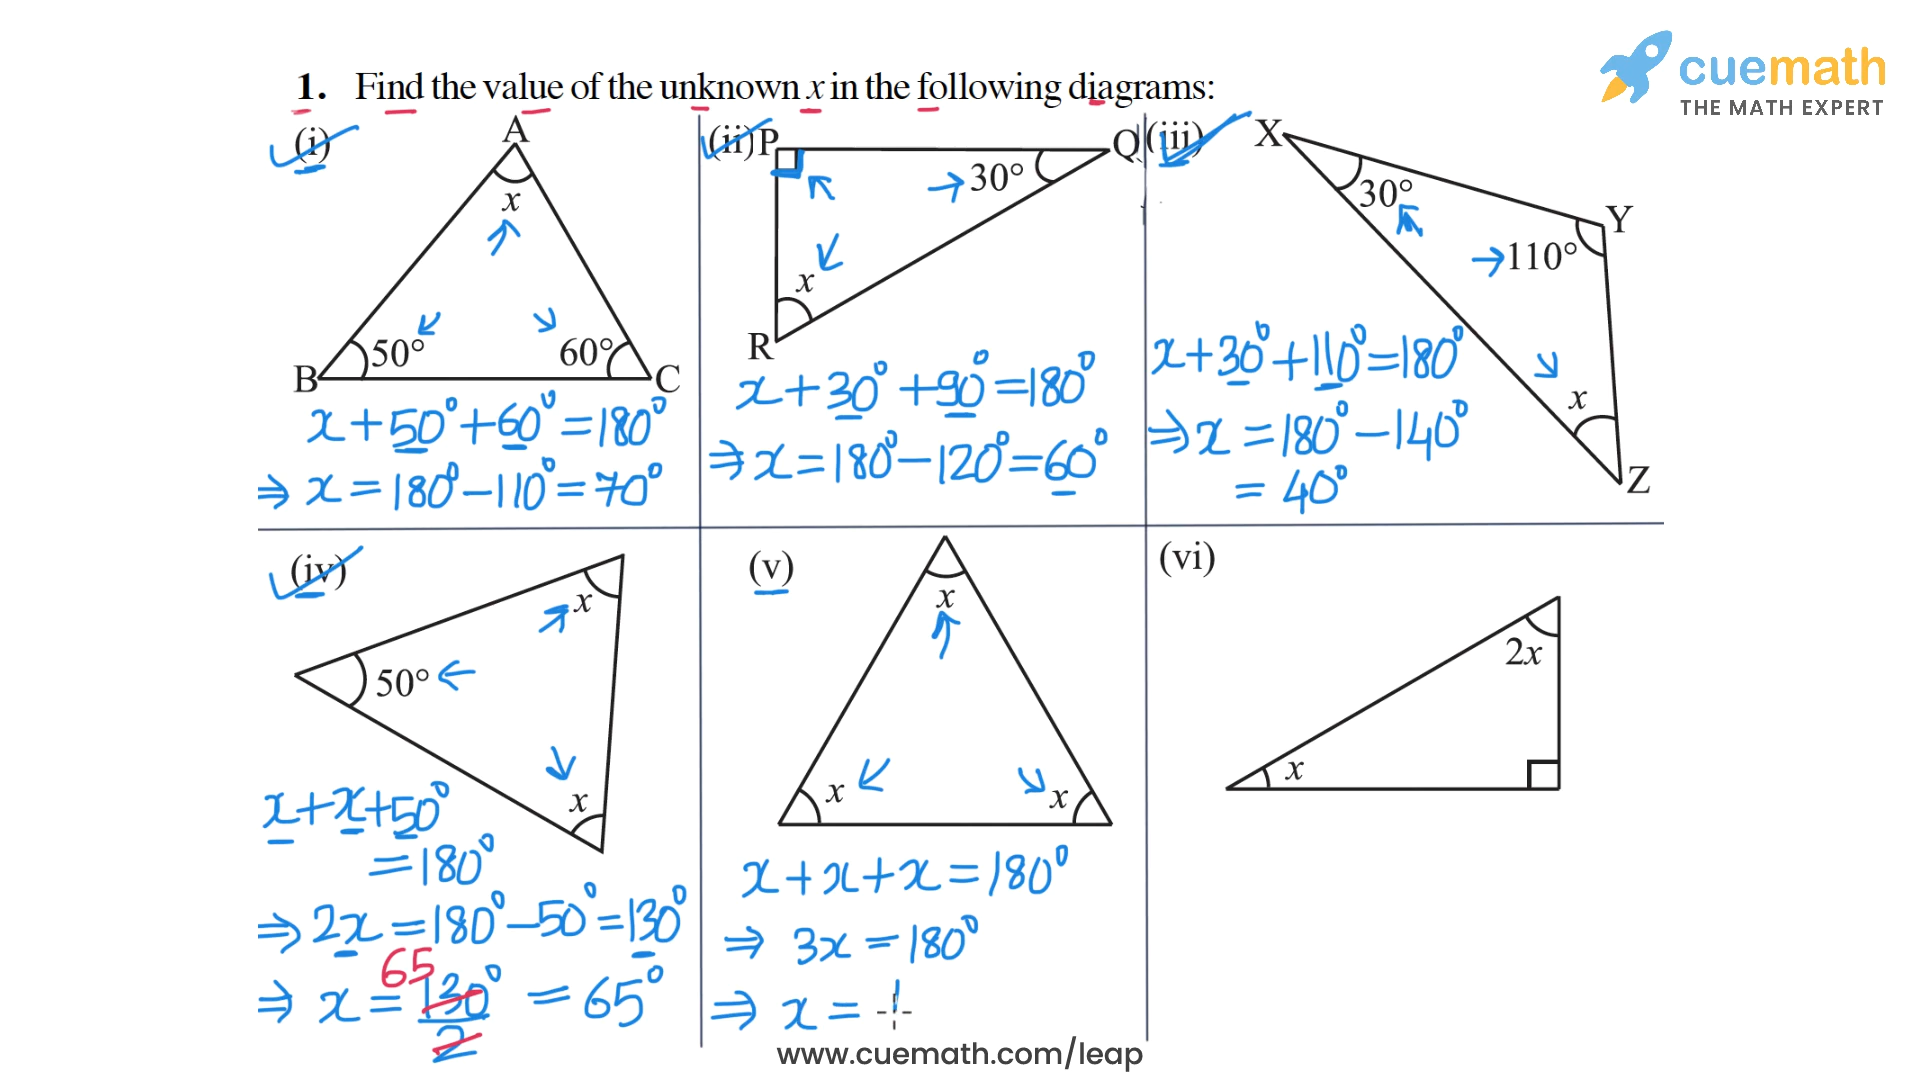 cuemath
THE MATH EXPERT
1. Find the value of the unknown x in the following diagrams:
(i)
A
x
50°
60°
B
C
x+50°+60°=180°
⇒ x=180°-110°=70°
(ii)
P
Q
30°
x
R
x+30°+90°=180°
⇒x=180°-120°=60°
(iii)
X
30°
Y
110°
x
Z
x+30°+110°=180°
⇒x=180°-140°
=40°
(iv)
x
50°
x
x+x+50°
=180°
⇒2x=180°-50°=130°
65
⇒ x=130°/2 =65°
(v)
x
x
x
x+x+x=180°
⇒ 3x=180°
⇒ x=
(vi)
2x
x
www.cuemath.com/leap